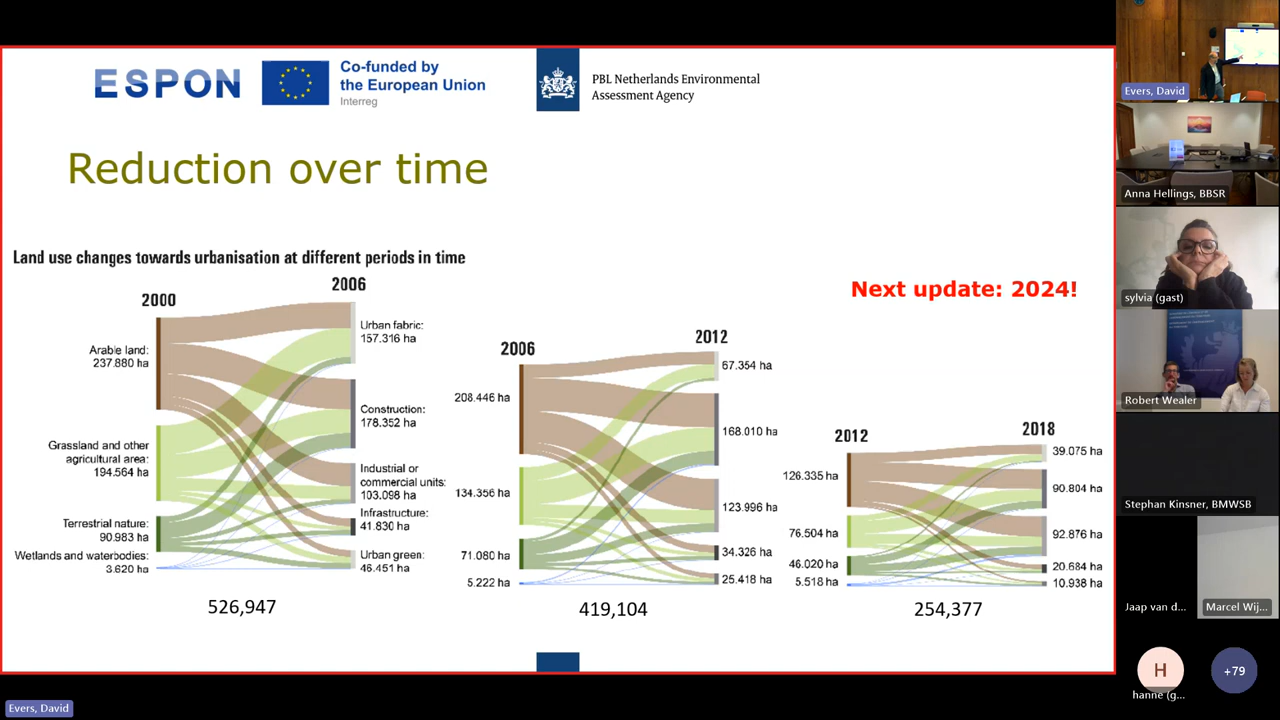 ESPON
Co-funded by
the European Union
Interreg
PBL Netherlands Environmental
Assessment Agency
Reduction over time
Land use changes towards urbanisation at different periods in time
Next update: 2024!
2000
2006
Arable land:
237.880 ha
Grassland and other
agricultural area:
194.564 ha
Terrestrial nature:
90.983 ha
Wetlands and waterbodies:
3.620 ha
Urban fabric:
157.316 ha
Construction:
178.352 ha
Industrial or
commercial units:
103.098 ha
Infrastructure:
41.830 ha
Urban green:
46.451 ha
526,947
2006
2012
208.446 ha
134.356 ha
71.080 ha
5.222 ha
67.354 ha
168.010 ha
123.996 ha
34.326 ha
25.418 ha
419,104
2012
2018
126.335 ha
76.504 ha
46.020 ha
5.518 ha
39.075 ha
90.804 ha
92.876 ha
20.684 ha
10.938 ha
254,377
Evers, David
Anna Hellings, BBSR
sylvia (gast)
Robert Wealer
Stephan Kinsner, BMWSB
Jaap van d...
Marcel Wij...
H
hanne (g...
+79
Evers, David